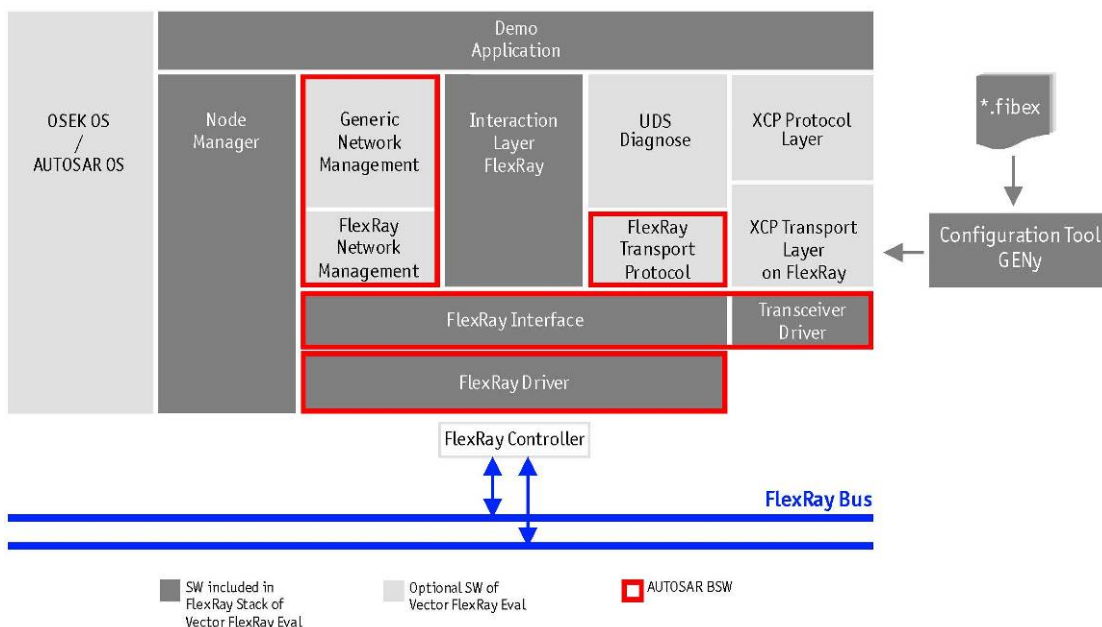 Demo
Application
OSEK OS
/
AUTOSAR OS
Node
Manager
Generic
Network
Management
FlexRay
Network
Management
Interaction
Layer
FlexRay
UDS
Diagnose
FlexRay
Transport
Protocol
XCP Protocol
Layer
XCP Transport
Layer
on FlexRay
*.fibex
Configuration Tool
GENy
FlexRay Interface
Transceiver
Driver
FlexRay Driver
FlexRay Controller
FlexRay Bus
SW included in
FlexRay Stack of
Vector FlexRay Eval
Optional SW of
Vector FlexRay Eval
AUTOSAR BSW